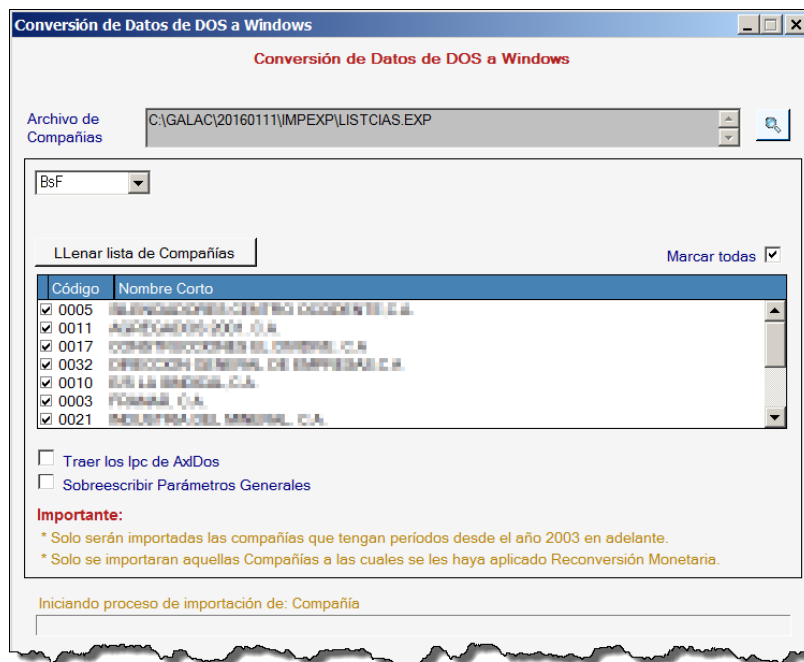 Conversión de Datos de DOS a Windows
Conversión de Datos de DOS a Windows
Archivo de Compañias
C:\GALAC\20160111\IMPEXP\LISTCIAS.EXP
BsF
LLenar lista de Compañías
Marcar todas
Código Nombre Corto
0005
0011
0017
0032
0010
0003
0021
Traer los Ipc de AxIDos
Sobreescribir Parámetros Generales
Importante:
* Solo serán importadas las compañías que tengan períodos desde el año 2003 en adelante.
* Solo se importaran aquellas Compañías a las cuales se les haya aplicado Reconversión Monetaria.
Iniciando proceso de importación de: Compañía